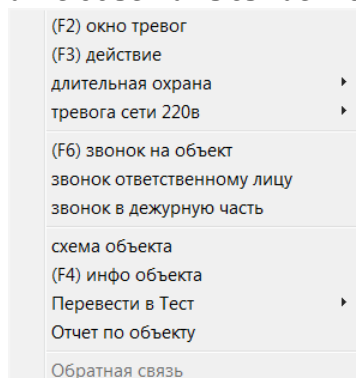 (F2) окно тревог
(F3) действие
длительная охрана
тревога сети 220в
(F6) звонок на объект
звонок ответственному лицу
звонок в дежурную часть
схема объекта
(F4) инфо объекта
Перевести в Тест
Отчет по объекту
Обратная связь